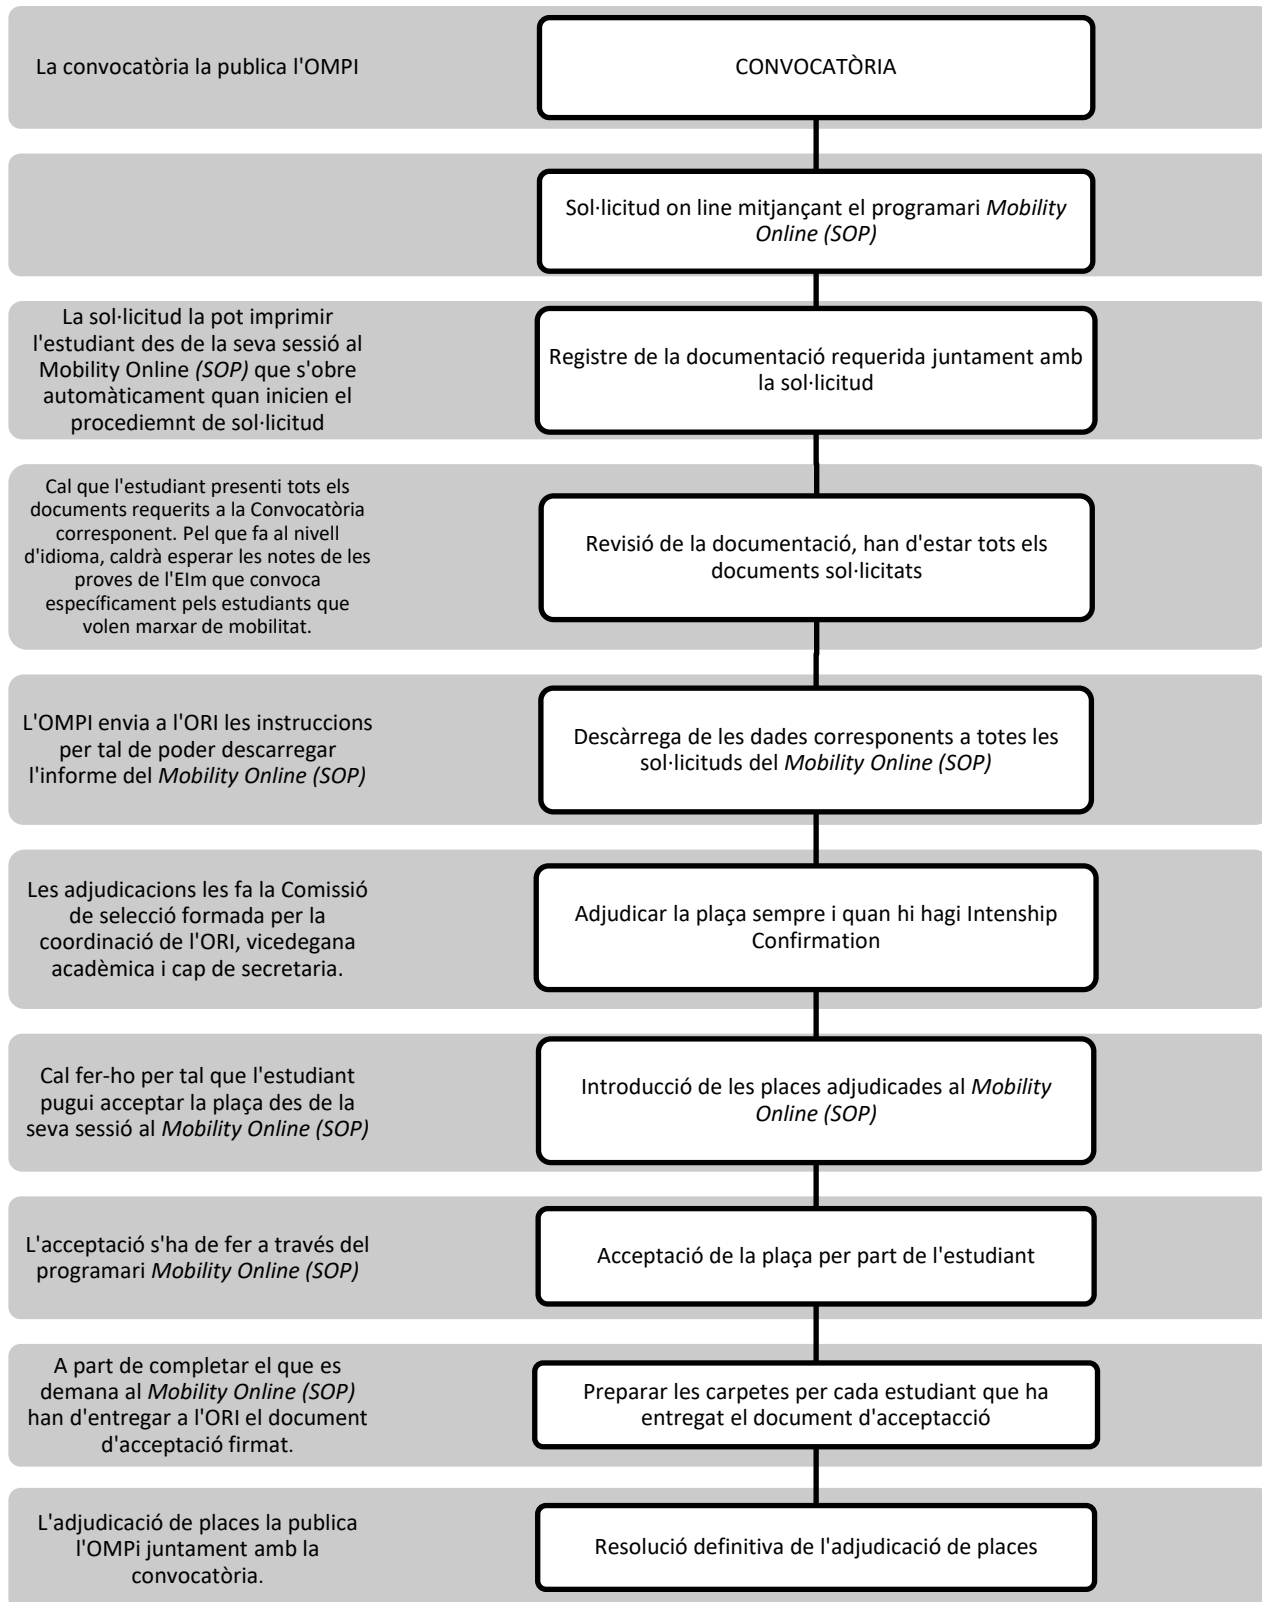 La convocatòria la publica l'OMPI
CONVOCATÒRIA
Sol·licitud on line mitjançant el programari Mobility
Online (SOP)
La sol·licitud la pot imprimir
l'estudiant des de la seva sessió al
Mobility Online (SOP) que s'obre
automàticament quan inicien el
procediemnt de sol·licitud
Registre de la documentació requerida juntament amb
la sol·licitud
Cal que l'estudiant presenti tots els
documents requerits a la Convocatòria
corresponent. Pel que fa al nivell
d'idioma, caldrà esperar les notes de les
proves de l'EIm que convoca
específicament pels estudiants que
volen marxar de mobilitat.
Revisió de la documentació, han d'estar tots els
documents sol·licitats
L'OMPI envia a l'ORI les instruccions
per tal de poder descarregar
l'informe del Mobility Online (SOP)
Descàrrega de les dades corresponents a totes les
sol·licituds del Mobility Online (SOP)
Les adjudicacions les fa la Comissió
de selecció formada per la
coordinació de l'ORI, vicedegana
acadèmica i cap de secretaria.
Adjudicar la plaça sempre i quan hi hagi Intenship
Confirmation
Cal fer-ho per tal que l'estudiant
pugui acceptar la plaça des de la
seva sessió al Mobility Online (SOP)
Introducció de les places adjudicades al Mobility
Online (SOP)
L'acceptació s'ha de fer a través del
programari Mobility Online (SOP)
Acceptació de la plaça per part de l'estudiant
A part de completar el que es
demana al Mobility Online (SOP)
han d'entregar a l'ORI el document
d'acceptació firmat.
Preparar les carpetes per cada estudiant que ha
entregat el document d'acceptacció
L'adjudicació de places la publica
l'OMPi juntament amb la
convocatòria.
Resolució definitiva de l'adjudicació de places